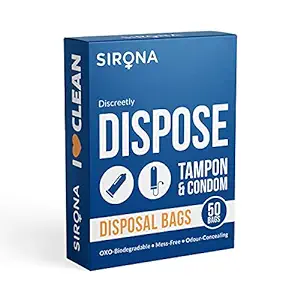 SIRONA
Discreetly
DISPOSE
TAMPON
& CONDOM
DISPOSAL BAGS
50
BAGS
OXO-Biodegradable • Mess-Free • Odour-Concealing
SIRONA I CLEAN